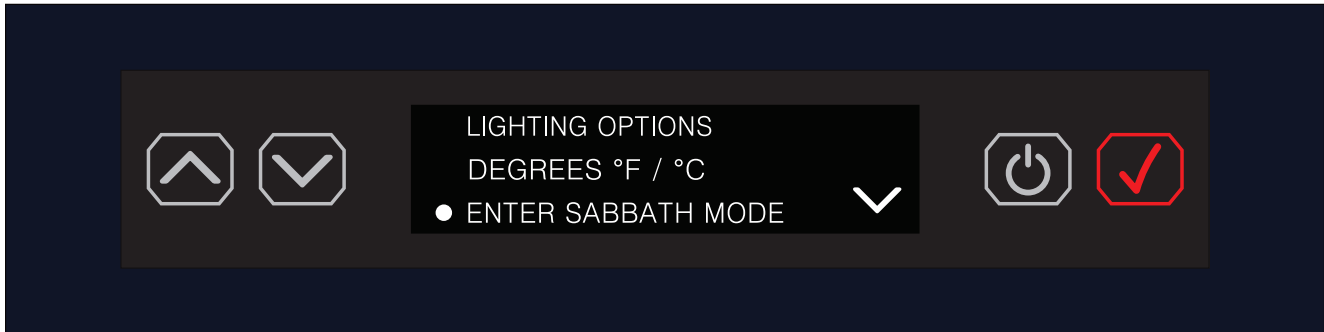 LIGHTING OPTIONS
DEGREES °F / °C
ENTER SABBATH MODE